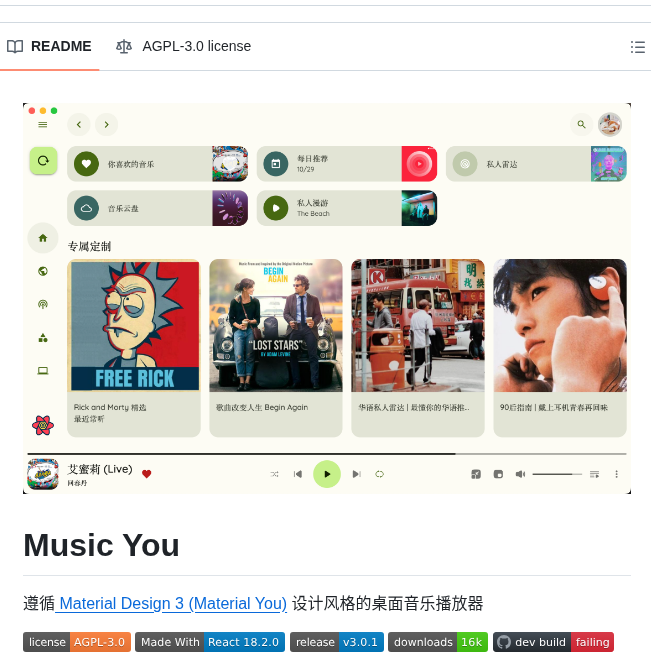 README
AGPL-3.0 license
你喜欢的音乐
每日推荐
10/29
私人雷达
音乐云盘
私人漫游
The Beach
专属定制
Music From and Inspired By the Original Motion Picture
BEGIN
AGAIN
"LOST STARS"
BY ADAM LEVINE
FREE RICK
Rick and Morty 精选
最近常听
歌曲改变人生 Begin Again
华语私人雷达 | 最懂你的华语推...
90后指南 | 戴上耳机青春再回味
艾蜜莉 (Live)
回春丹
Music You
遵循 Material Design 3 (Material You) 设计风格的桌面音乐播放器
license AGPL-3.0 Made With React 18.2.0 release v3.0.1 downloads 16k dev build failing